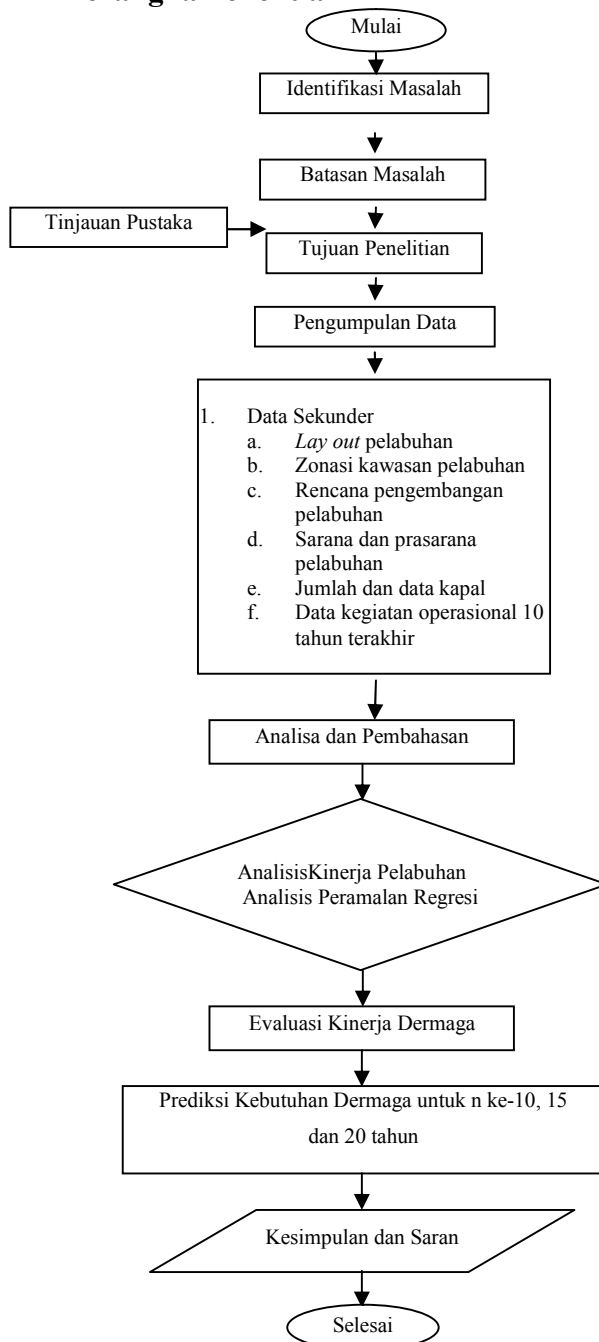 Mulai
Identifikasi Masalah
Batasan Masalah
Tinjauan Pustaka
Tujuan Penelitian
Pengumpulan Data
1. Data Sekunder
a. Lay out pelabuhan
b. Zonasi kawasan pelabuhan
c. Rencana pengembangan
pelabuhan
d. Sarana dan prasarana
pelabuhan
e. Jumlah dan data kapal
f. Data kegiatan operasional 10
tahun terakhir
Analisa dan Pembahasan
AnalisisKinerja Pelabuhan
Analisis Peramalan Regresi
Evaluasi Kinerja Dermaga
Prediksi Kebutuhan Dermaga untuk n ke-10, 15
dan 20 tahun
Kesimpulan dan Saran
Selesai